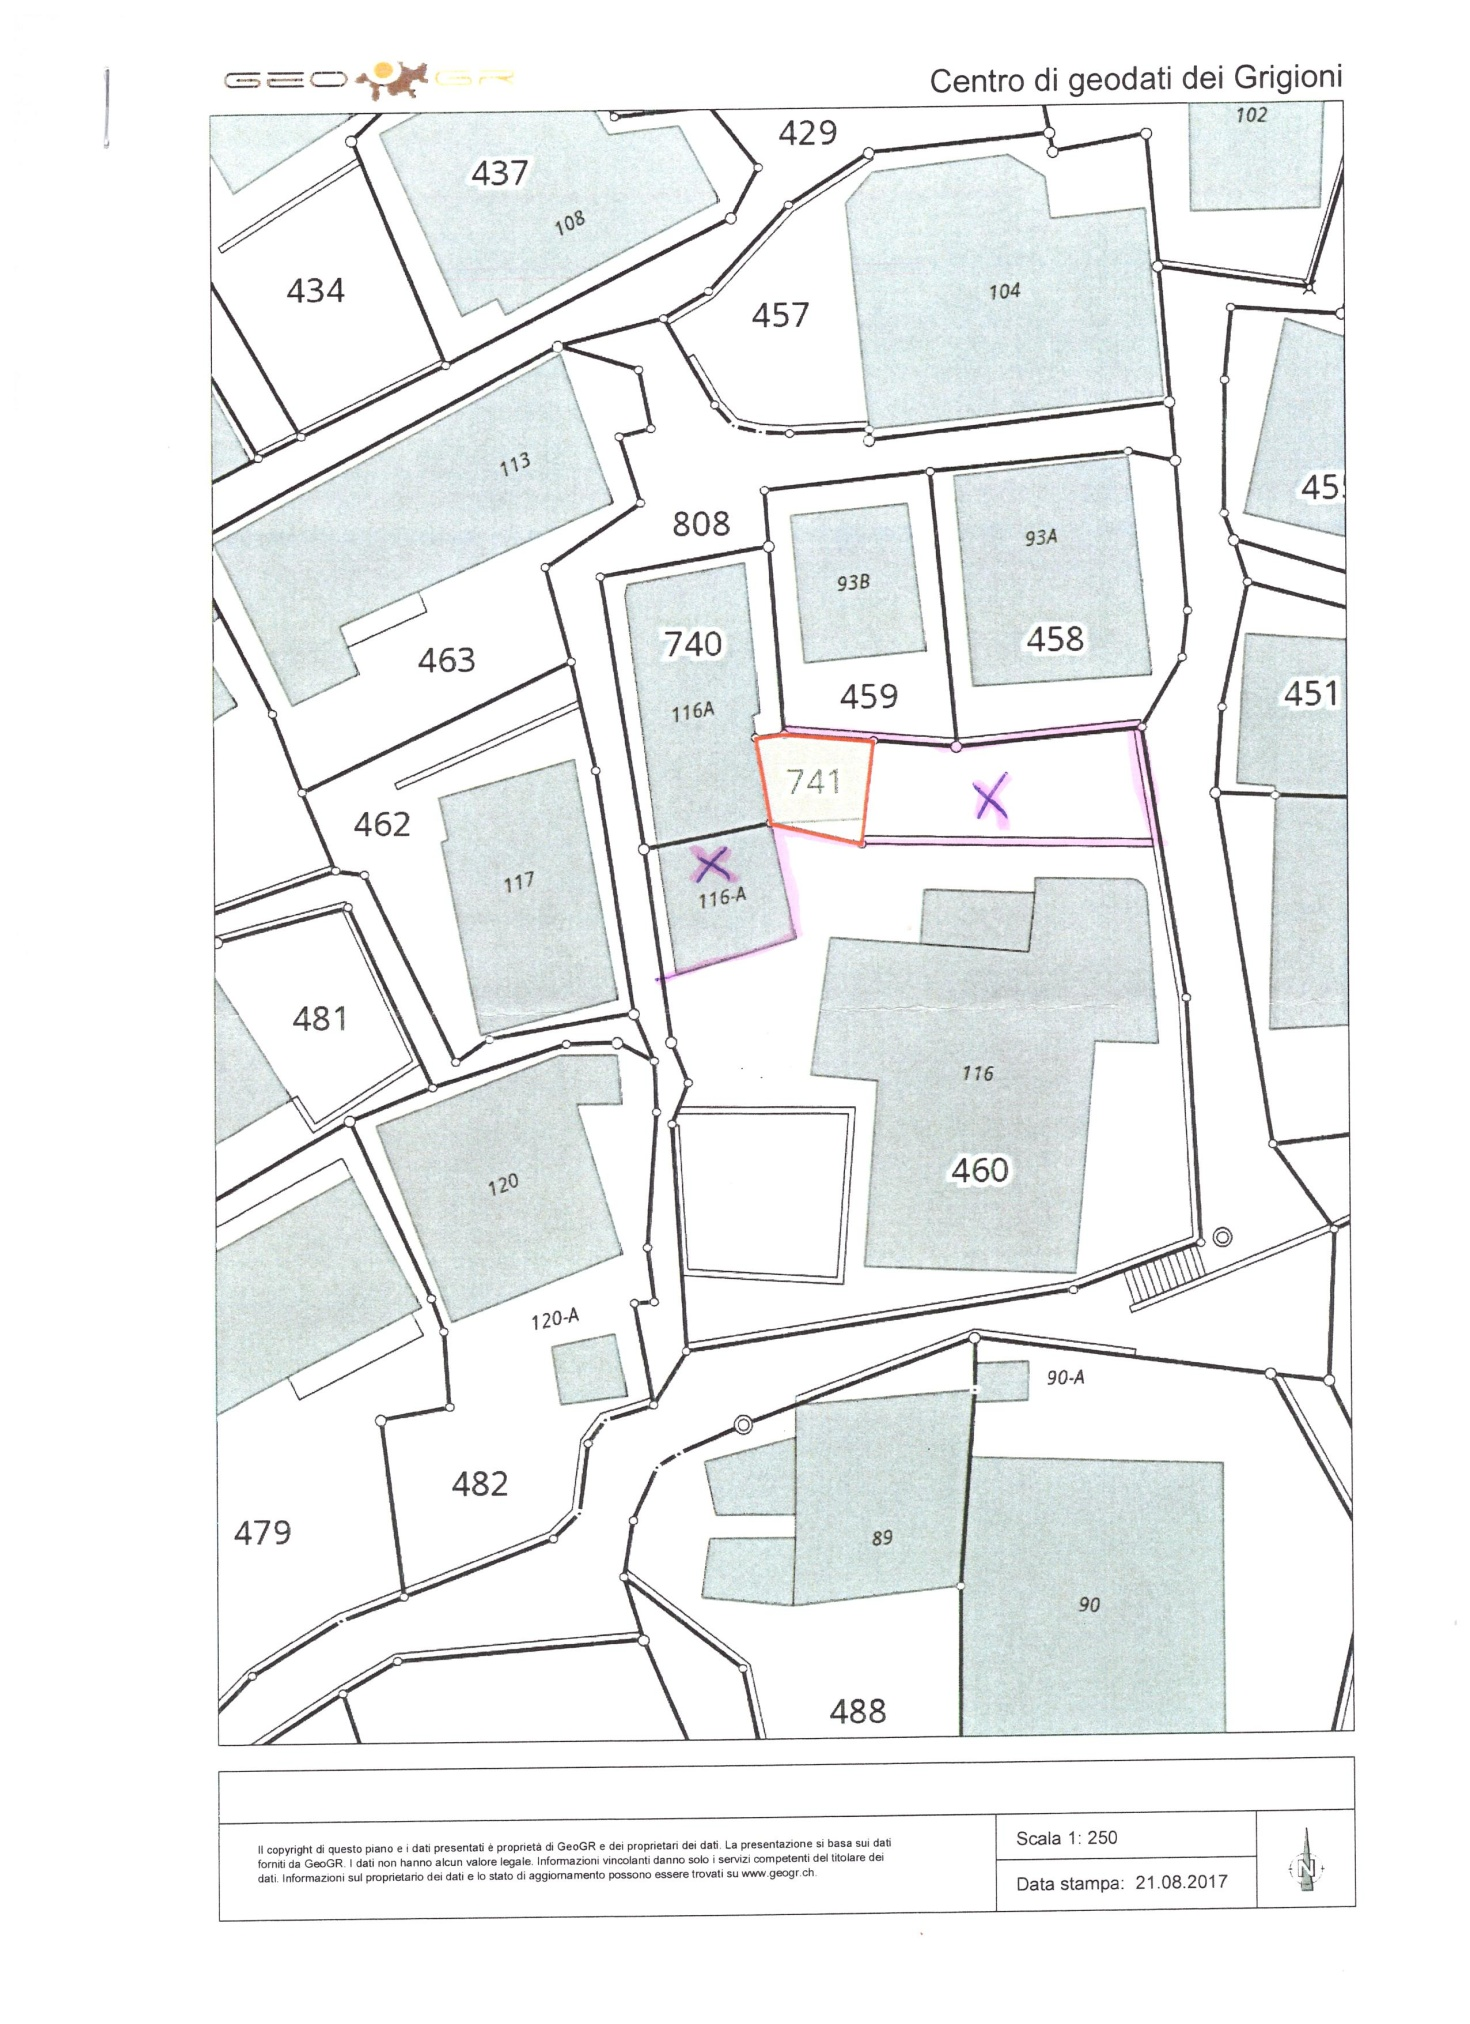 GEO GR
Centro di geodati dei Grigioni
102
429
437
108
434
104
457
113
455
808
93A
93B
740
458
463
451
459
116A
741
462
116-A
117
481
116
460
120
120-A
90-A
482
479
89
90
488
Il copyright di questo piano e i dati presentati è proprietà di GeoGR e dei proprietari dei dati. La presentazione si basa sui dati
forniti da GeoGR. I dati non hanno alcun valore legale. Informazioni vincolanti danno solo i servizi competenti del titolare dei
dati. Informazioni sul proprietario dei dati e lo stato di aggiornamento possono essere trovati su www.geogr.ch.
Scala 1: 250
Data stampa: 21.08.2017
N